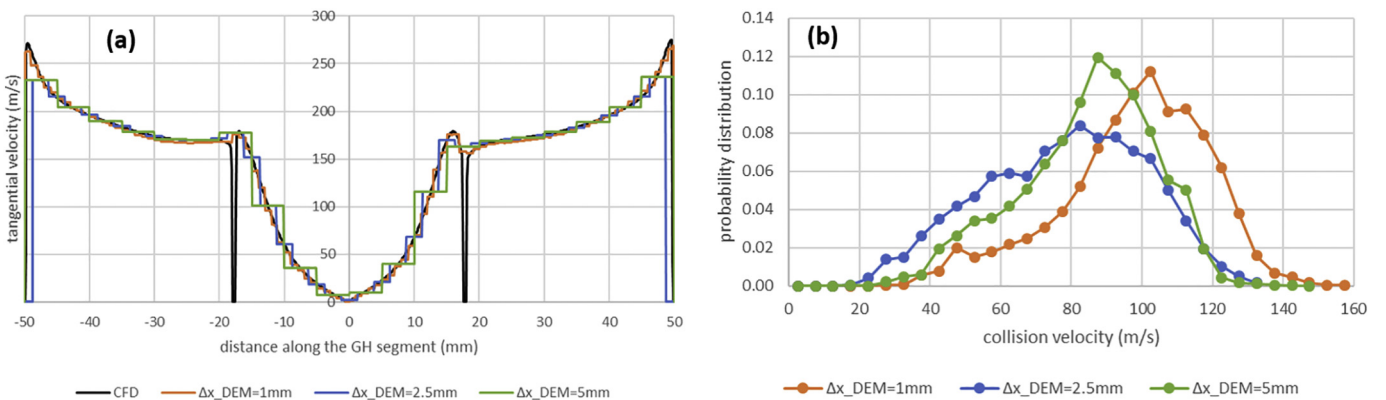 (a)
tangential velocity (m/s)
300
250
200
150
100
50
0
-50 -40 -30 -20 -10 0 10 20 30 40 50
distance along the GH segment (mm)
CFD Δx_DEM=1mm Δx_DEM=2.5mm Δx_DEM=5mm
(b)
probability distribution
0.14
0.12
0.10
0.08
0.06
0.04
0.02
0.00
0 20 40 60 80 100 120 140 160
collision velocity (m/s)
Δx_DEM=1mm Δx_DEM=2.5mm Δx_DEM=5mm